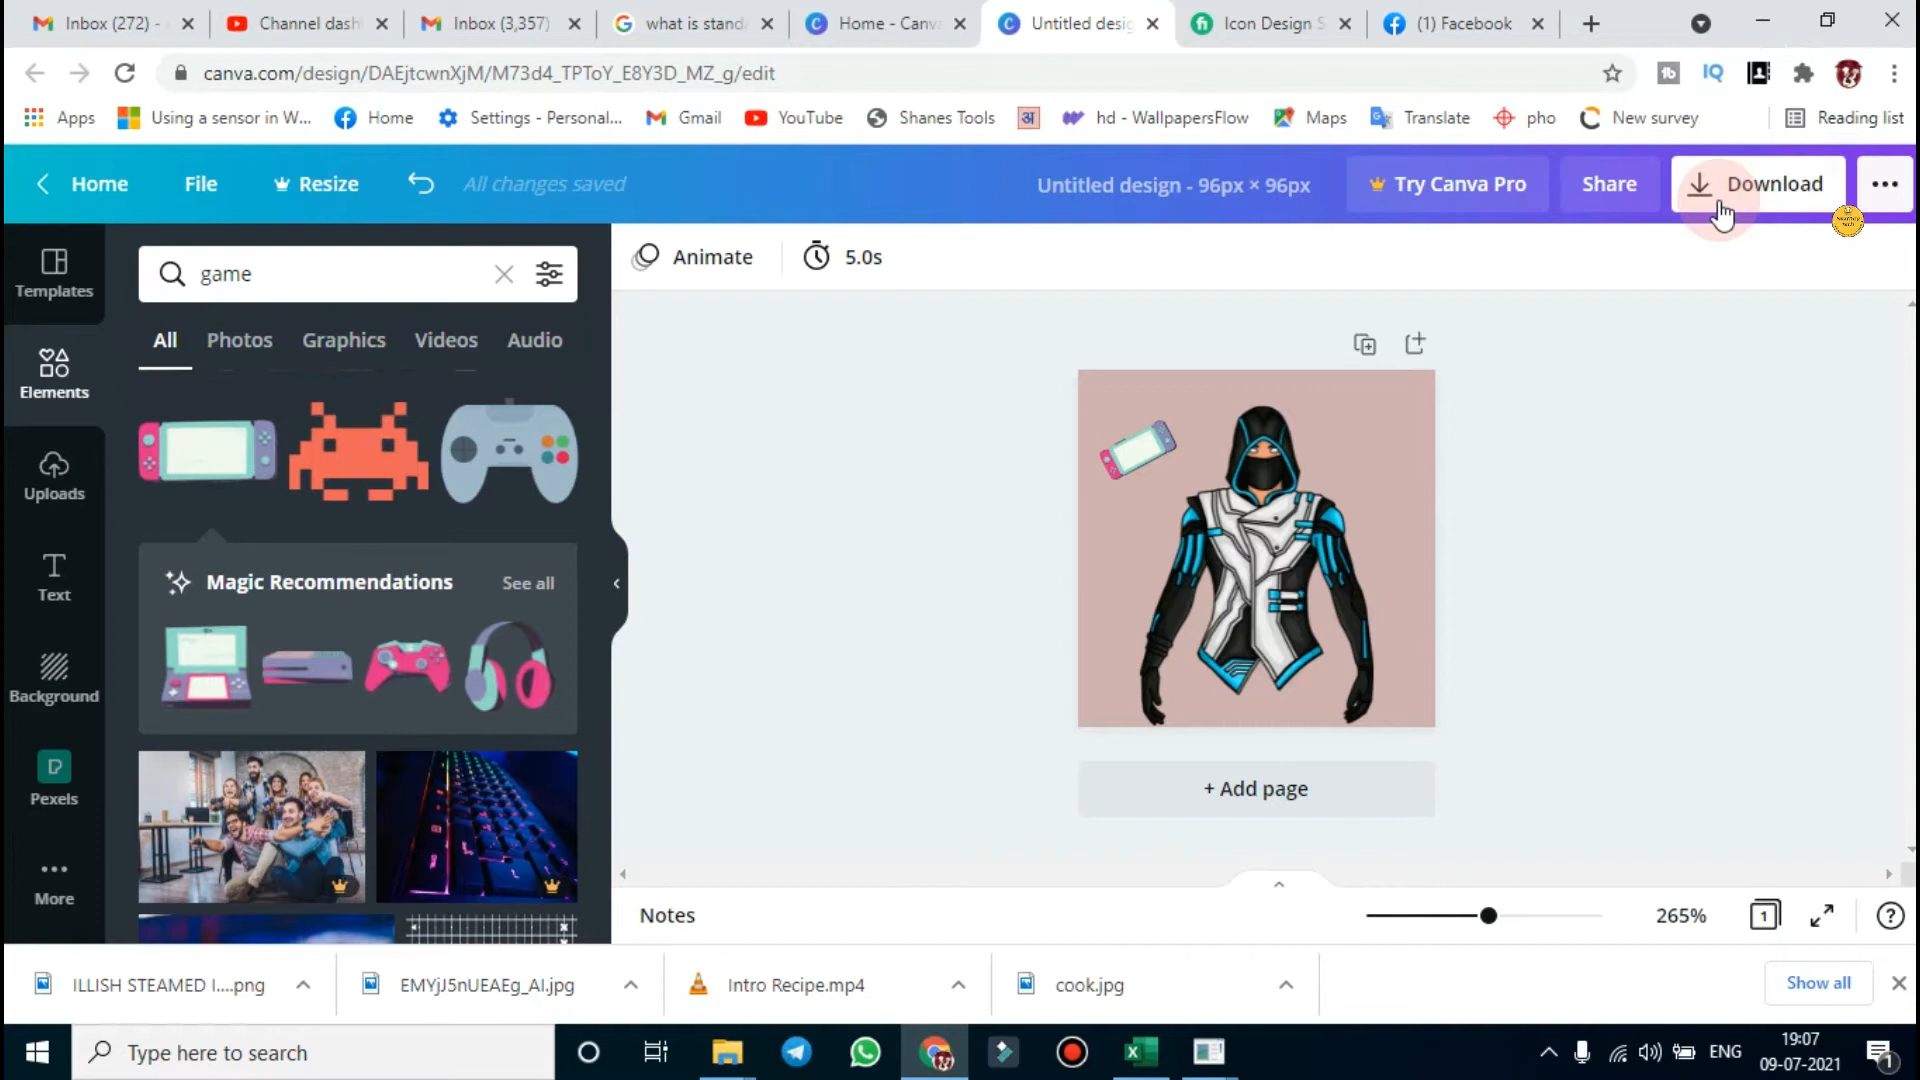 Inbox (272) -
Channel dash
Inbox (3,357)
what is stand
Home - Canva
Untitled desig
Icon Design S
(1) Facebook
canva.com/design/DAEjtcwnXjM/M73d4_TPToY_E8Y3D_MZ_g/edit
Apps
Using a sensor in W...
Home
Settings - Personal...
Gmail
YouTube
Shanes Tools
अ
hd - WallpapersFlow
Maps
Translate
pho
New survey
Reading list
Home
File
Resize
All changes saved
Untitled design - 96px × 96px
Try Canva Pro
Share
Download
Templates
Elements
Uploads
Text
Background
Pexels
More
game
All
Photos
Graphics
Videos
Audio
Magic Recommendations
See all
Animate
5.0s
+ Add page
Notes
265%
1
ILLISH STEAMED I....png
EMYjJ5nUEAEg_AI.jpg
Intro Recipe.mp4
cook.jpg
Show all
Type here to search
ENG
19:07
09-07-2021
1